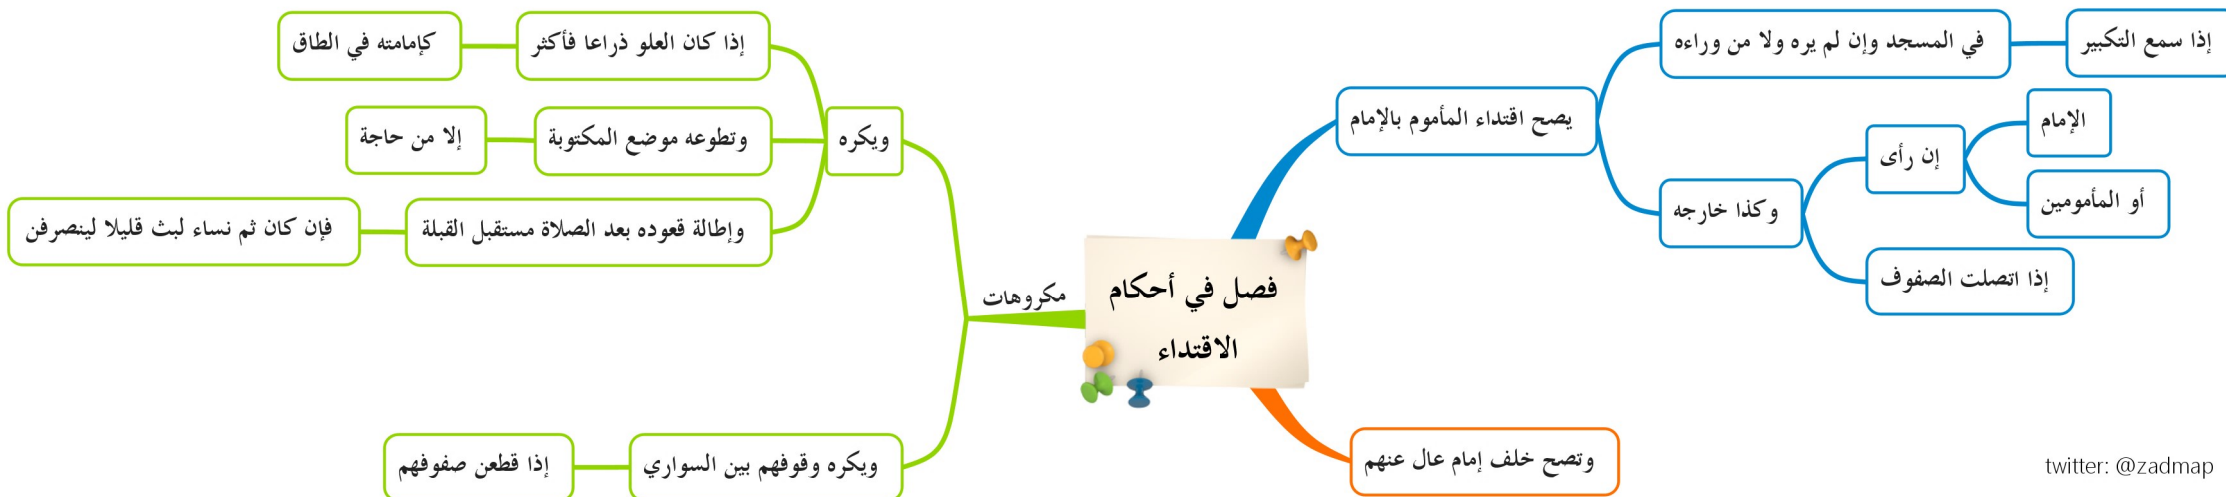 فصل في أحكام
الاقتداء
يصح اقتداء المأموم بالإمام
في المسجد وإن لم يره ولا من وراءه
إذا سمع التكبير
وكذا خارجه
إن رأى
الإمام
أو المأمومين
إذا اتصلت الصفوف
وتصح خلف إمام عال عنهم
مكروهات
ويكره
إذا كان العلو ذراعا فأكثر
كإمامته في الطاق
وتطوعه موضع المكتوبة
إلا من حاجة
وإطالة قعوده بعد الصلاة مستقبل القبلة
فإن كان ثم نساء لبث قليلا لينصرفن
ويكره وقوفهم بين السواري
إذا قطعن صفوفهم
twitter: @zadmap